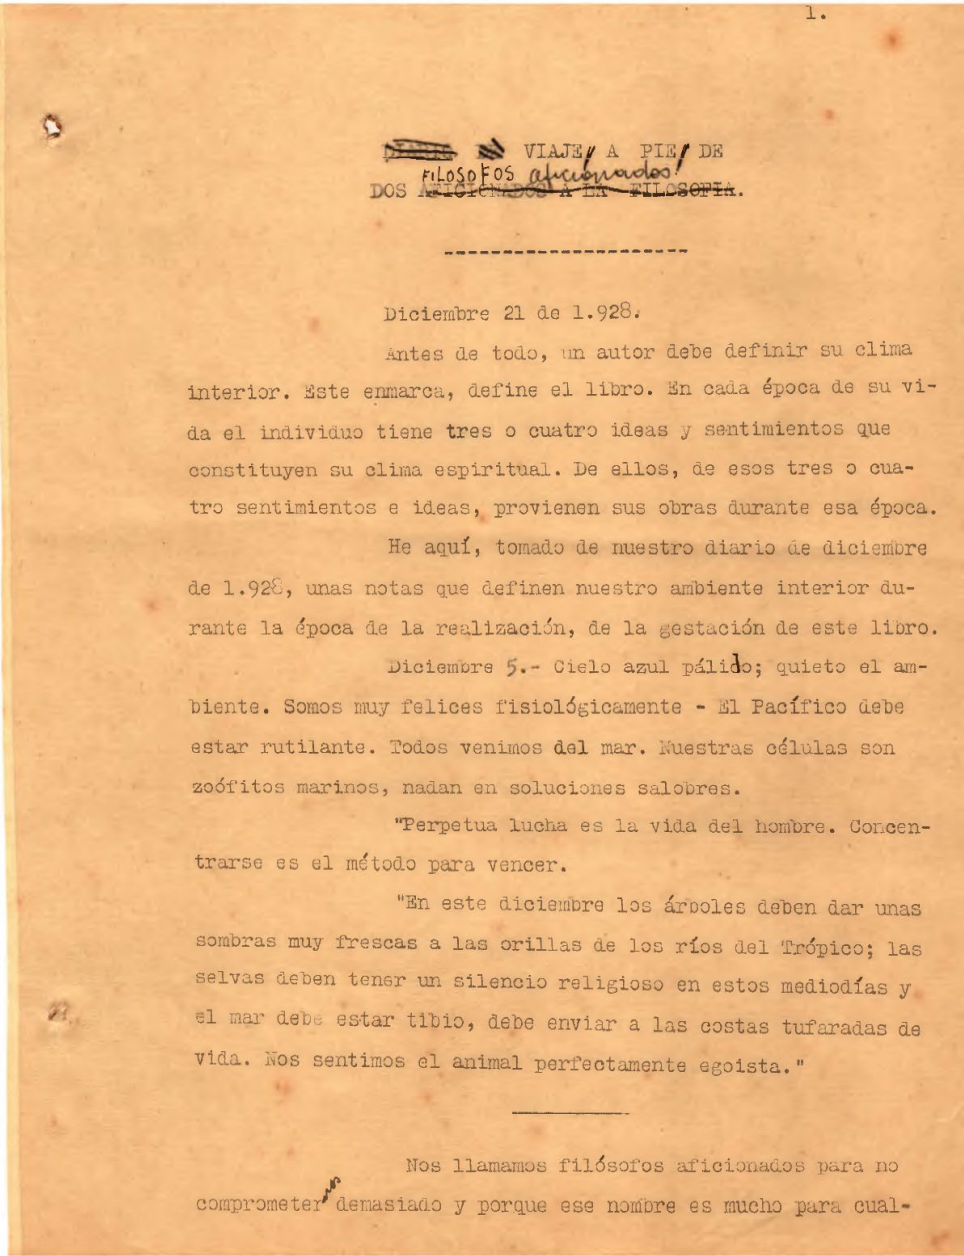 1.
VIAJE A PIE DE
FILOSOFOS aficionados
DOS AFICIONADOS A LA FILOSOFIA.
Diciembre 21 de 1.928.
Antes de todo, un autor debe definir su clima
interior. Este enmarca, define el libro. En cada época de su vi-
da el individuo tiene tres o cuatro ideas y sentimientos que
constituyen su clima espiritual. De ellos, de esos tres o cua-
tro sentimientos e ideas, provienen sus obras durante esa época.
He aquí, tomado de nuestro diario de diciembre
de 1.928, unas notas que definen nuestro ambiente interior du-
rante la época de la realización, de la gestación de este libro.
Diciembre 5.- Cielo azul pálido; quieto el am-
biente. Somos muy felices fisiológicamente - El Pacífico debe
estar rutilante. Todos venimos del mar. Nuestras células son
zoófitos marinos, nadan en soluciones salobres.
"Perpetua lucha es la vida del hombre. Concen-
trarse es el método para vencer.
"En este diciembre los árboles deben dar unas
sombras muy frescas a las orillas de los ríos del Trópico; las
selvas deben tener un silencio religioso en estos mediodías y
el mar debe estar tibio, debe enviar a las costas tufaradas de
vida. Nos sentimos el animal perfectamente egoista."
Nos llamamos filósofos aficionados para no
comprometernos demasiado y porque ese nombre es mucho para cual-